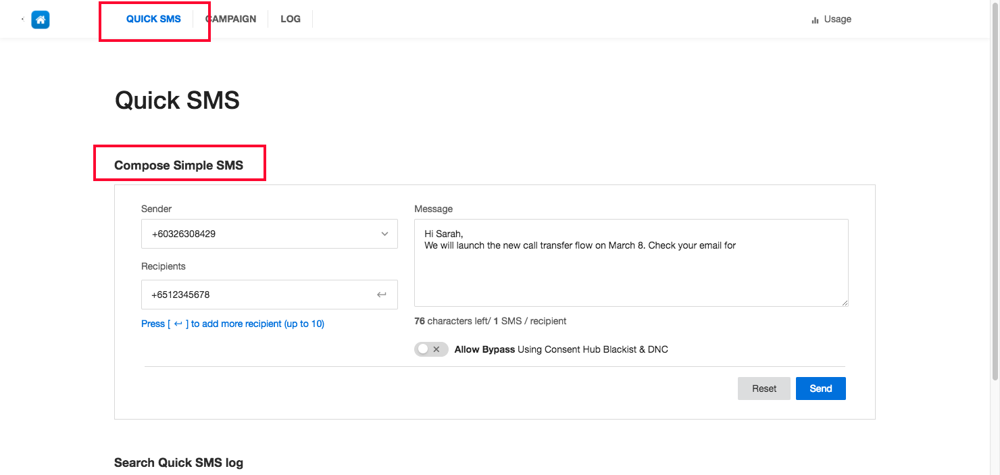 QUICK SMS
CAMPAIGN
LOG
Usage
Quick SMS
Compose Simple SMS
Sender
+60326308429
Recipients
+6512345678
Press [ ↵ ] to add more recipient (up to 10)
Message
Hi Sarah,
We will launch the new call transfer flow on March 8. Check your email for
76 characters left/ 1 SMS / recipient
Allow Bypass Using Consent Hub Blackist & DNC
Reset
Send
Search Quick SMS log